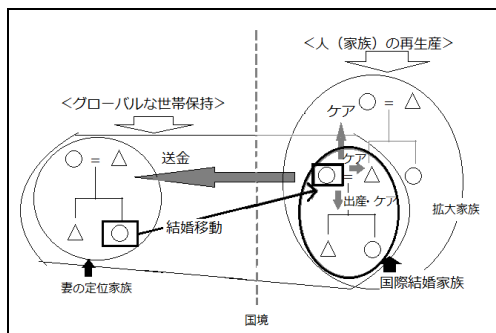 <人（家族）の再生産>
<グローバルな世帯保持>
ケア
送金
ケア
出産・ケア
結婚移動
拡大家族
妻の定位家族
国際結婚家族
国境